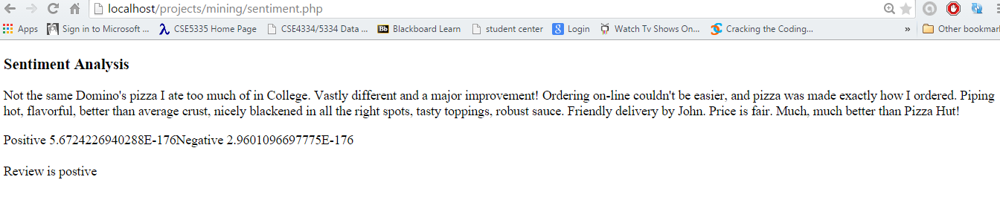 localhost/projects/mining/sentiment.php
Apps Sign in to Microsoft ... CSE5335 Home Page CSE4334/5334 Data ... Bb Blackboard Learn student center 8 Login Watch Tv Shows On... Cracking the Coding... » Other bookmar
Sentiment Analysis
Not the same Domino's pizza I ate too much of in College. Vastly different and a major improvement! Ordering on-line couldn't be easier, and pizza was made exactly how I ordered. Piping
hot, flavorful, better than average crust, nicely blackened in all the right spots, tasty toppings, robust sauce. Friendly delivery by John. Price is fair. Much, much better than Pizza Hut!
Positive 5.6724226940288E-176Negative 2.9601096697775E-176
Review is postive